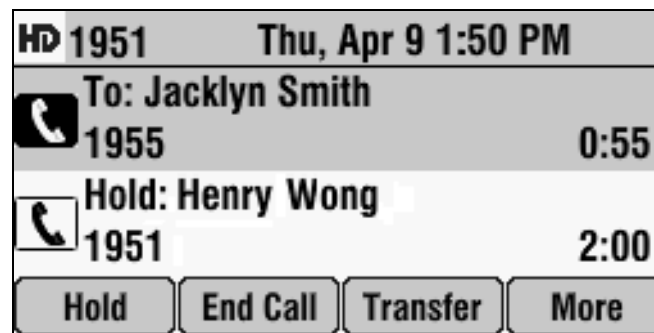 HD 1951 Thu, Apr 9 1:50 PM
To: Jacklyn Smith
1955 0:55
Hold: Henry Wong
1951 2:00
Hold End Call Transfer More